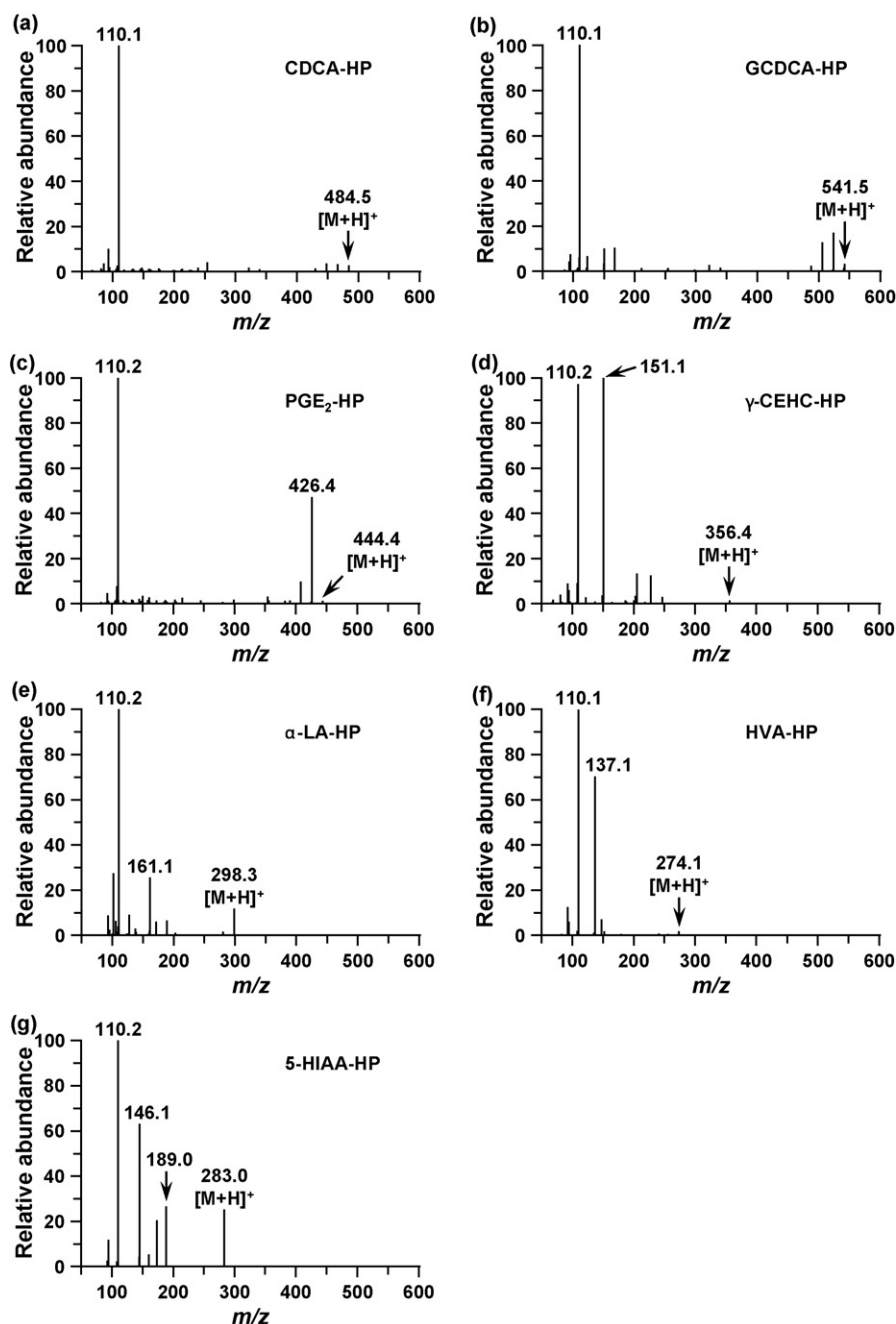 (a)
110.1
CDCA-HP
484.5
[M+H]+
Relative abundance
100
80
60
40
20
0
100 200 300 400 500 600
m/z
(b)
110.1
GCDCA-HP
541.5
[M+H]+
Relative abundance
100
80
60
40
20
0
100 200 300 400 500 600
m/z
(c)
110.2
PGE2-HP
426.4
444.4
[M+H]+
Relative abundance
100
80
60
40
20
0
100 200 300 400 500 600
m/z
(d)
110.2 151.1
γ-CEHC-HP
356.4
[M+H]+
Relative abundance
100
80
60
40
20
0
100 200 300 400 500 600
m/z
(e)
110.2
α-LA-HP
161.1
298.3
[M+H]+
Relative abundance
100
80
60
40
20
0
100 200 300 400 500 600
m/z
(f)
110.1
HVA-HP
137.1
274.1
[M+H]+
Relative abundance
100
80
60
40
20
0
100 200 300 400 500 600
m/z
(g)
110.2
5-HIAA-HP
146.1
189.0
283.0
[M+H]+
Relative abundance
100
80
60
40
20
0
100 200 300 400 500 600
m/z